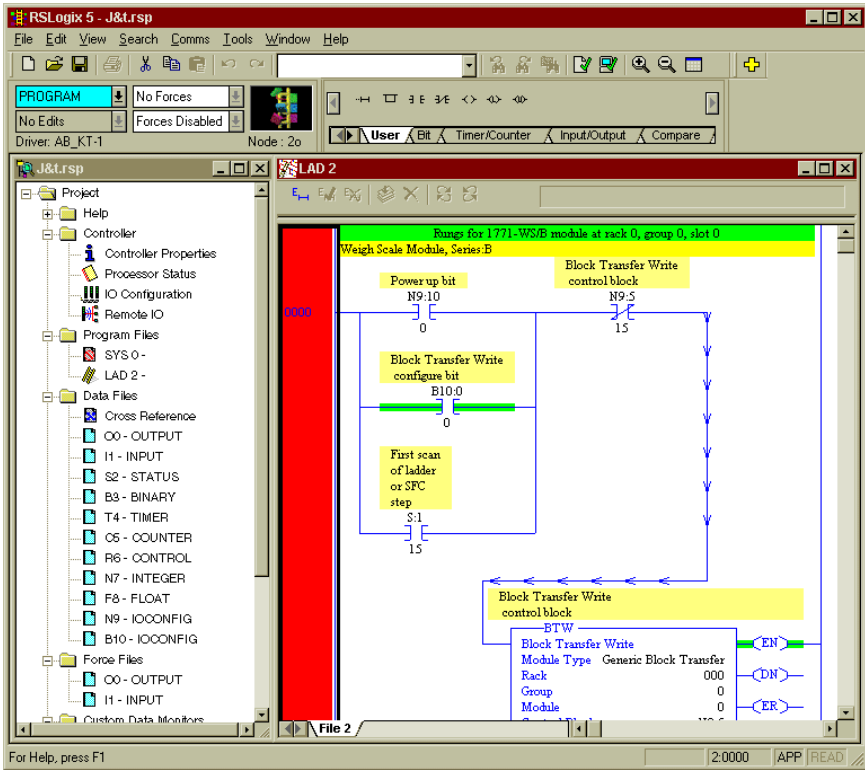 RSLogix 5 - J&t.rsp
File Edit View Search Comms Tools Window Help
PROGRAM No Forces
No Edits Forces Disabled
Driver: AB_KT-1 Node : 2o
User Bit Timer/Counter Input/Output Compare
J&t.rsp
Project
Help
Controller
Controller Properties
Processor Status
IO Configuration
Remote IO
Program Files
SYS 0 -
LAD 2 -
Data Files
Cross Reference
O0 - OUTPUT
I1 - INPUT
S2 - STATUS
B3 - BINARY
T4 - TIMER
C5 - COUNTER
R6 - CONTROL
N7 - INTEGER
F8 - FLOAT
N9 - IOCONFIG
B10 - IOCONFIG
Force Files
O0 - OUTPUT
I1 - INPUT
Custom Data Monitors
LAD 2
Rungs for 1771-WS/B module at rack 0, group 0, slot 0
Weigh Scale Module, Series:B
Block Transfer Write
control block
Power up bit
N9:10
N9:5
0000
0
15
Block Transfer Write
configure bit
B10:0
0
First scan
of ladder
or SFC
step
S:1
15
Block Transfer Write
control block
BTW
Block Transfer Write
EN
Module Type Generic Block Transfer
Rack 000
DN
Group 0
Module 0
ER
File 2
For Help, press F1
2:0000 APP READ